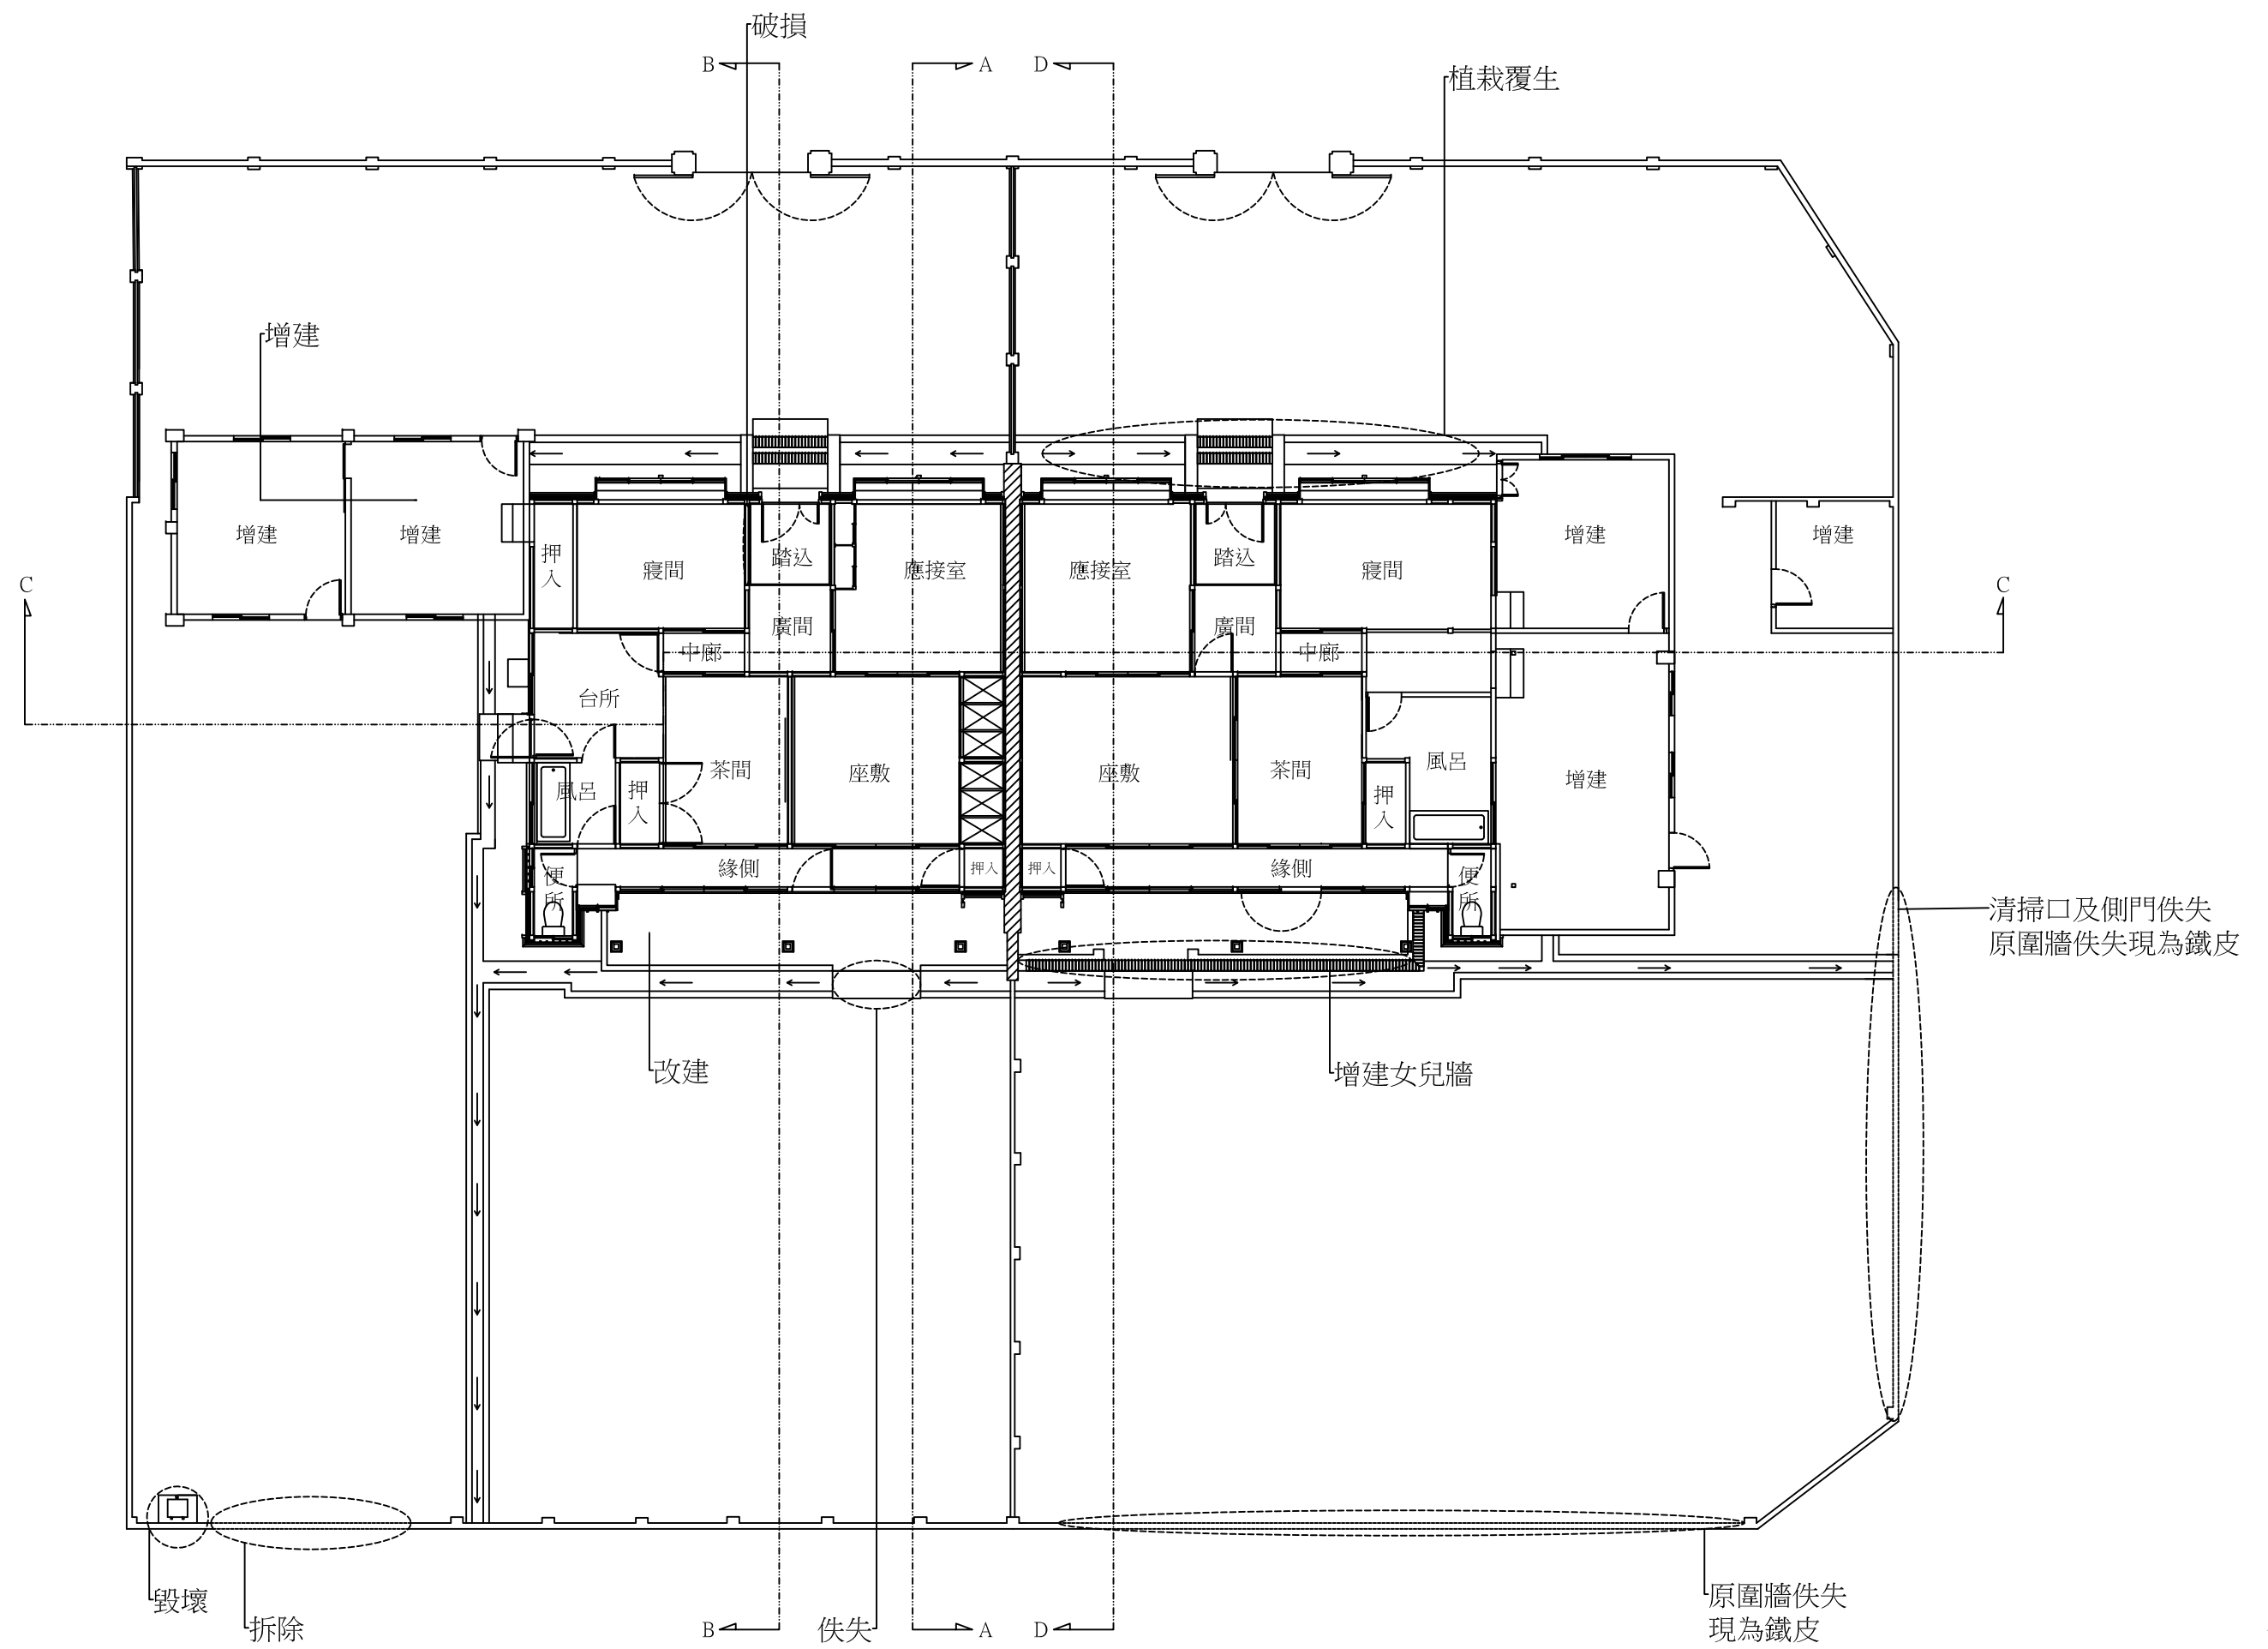 破損
B
A
D
植栽覆生
增建
增建
增建
押入
寢間
踏込
應接室
應接室
踏込
寢間
增建
增建
C
C
廣間
廣間
中廊
中廊
台所
茶間
座敷
座敷
茶間
風呂
增建
風呂
押入
押入
緣側
押入
押入
緣側
便所
便所
清掃口及側門佚失
原圍牆佚失現為鐵皮
改建
增建女兒牆
毀壞
拆除
B
佚失
A
D
原圍牆佚失
現為鐵皮